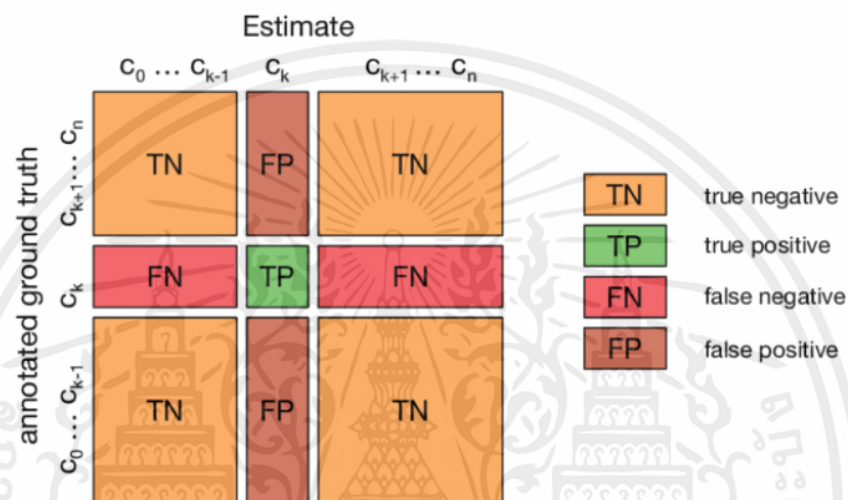 Estimate
C0 ... Ck-1 Ck Ck+1 ... Cn
annotated ground truth
Ck+1 ... Cn
TN FP TN
Ck
FN TP FN
C0 ... Ck-1
TN FP TN
TN true negative
TP true positive
FN false negative
FP false positive